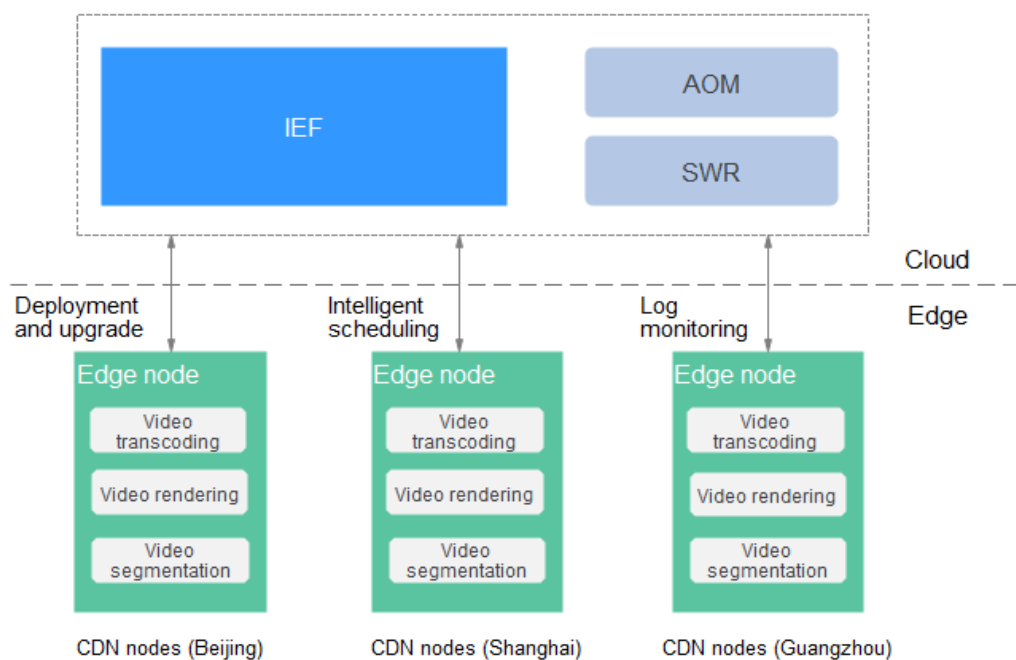 IEF
AOM
SWR
Cloud
Edge
Deployment
and upgrade
Intelligent
scheduling
Log
monitoring
Edge node
Video
transcoding
Video rendering
Video
segmentation
Edge node
Video
transcoding
Video rendering
Video
segmentation
Edge node
Video
transcoding
Video rendering
Video
segmentation
CDN nodes (Beijing)
CDN nodes (Shanghai)
CDN nodes (Guangzhou)